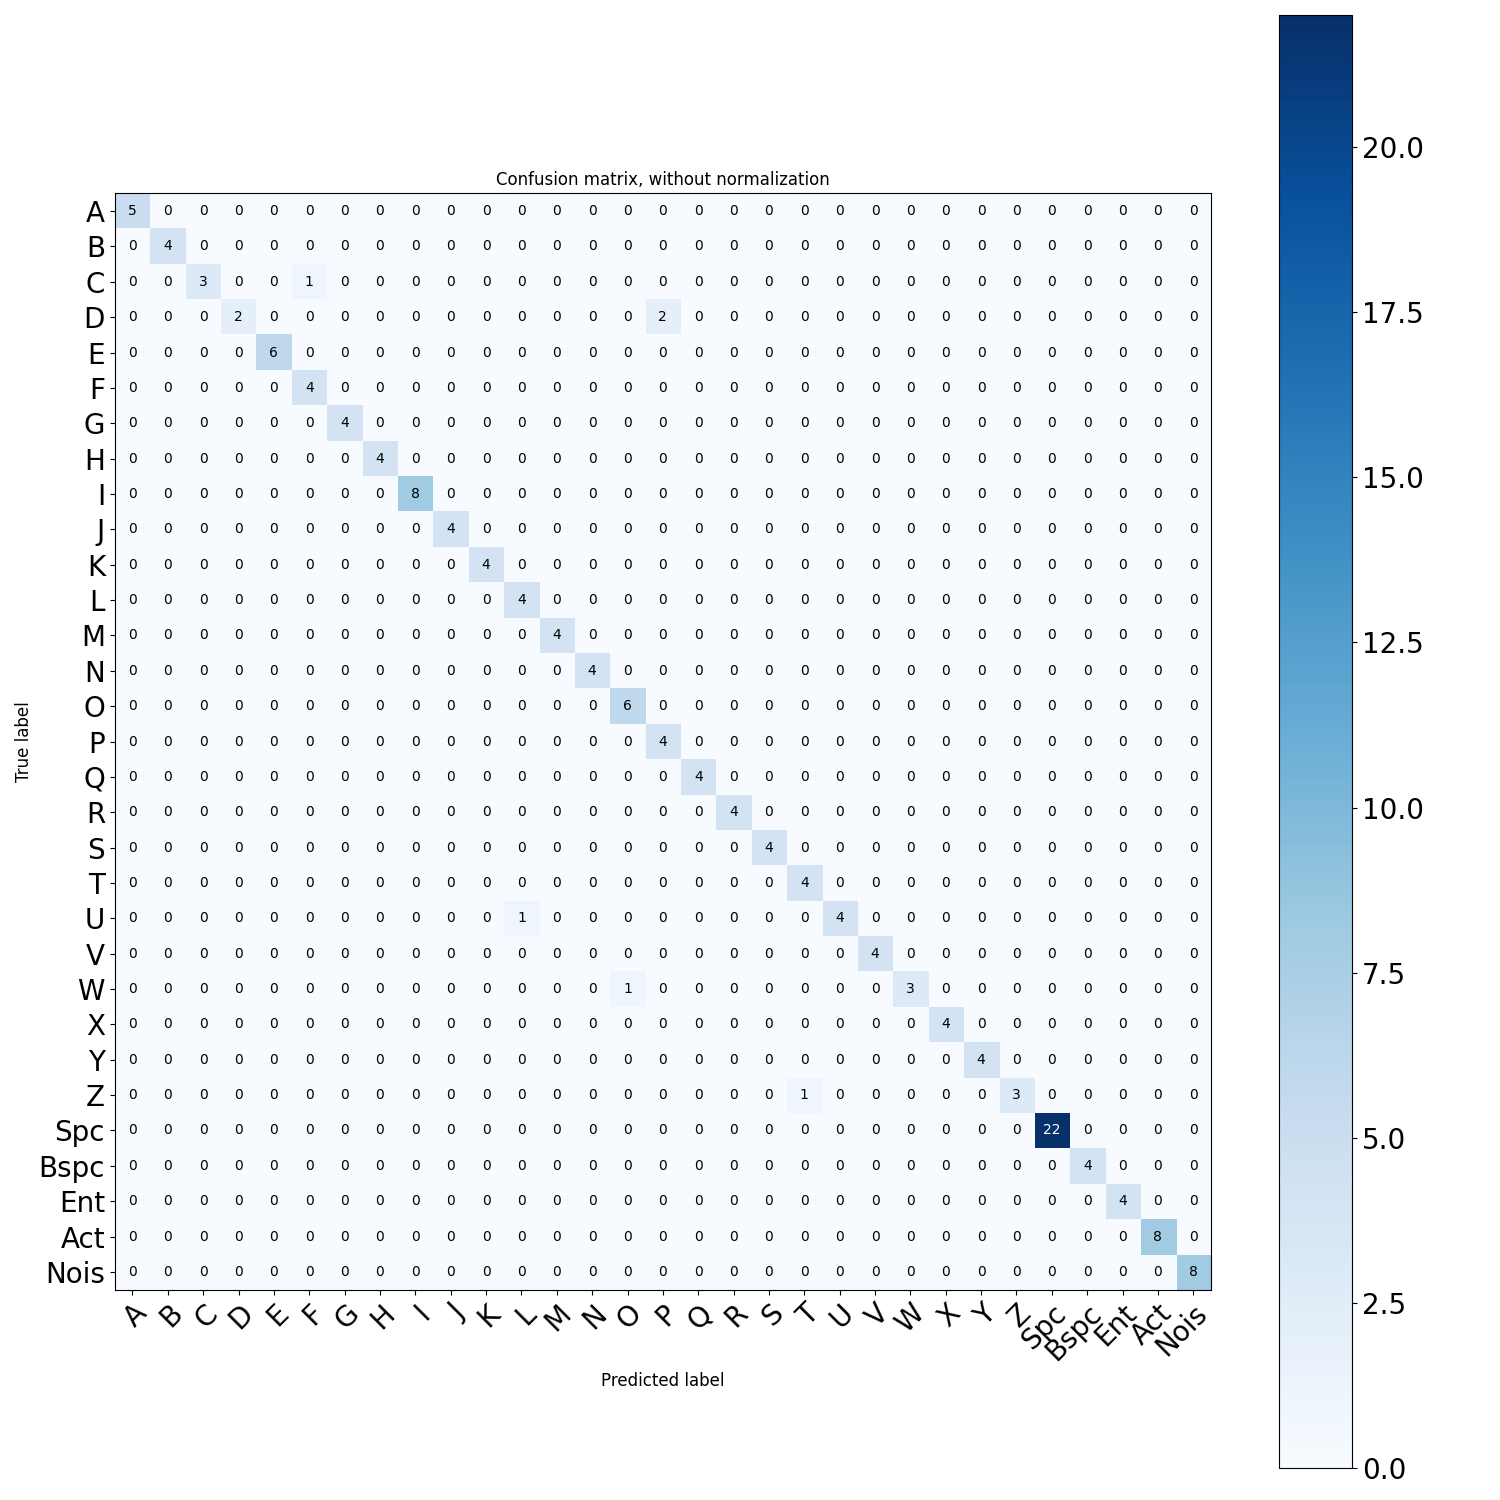 Confusion matrix, without normalization
A 5 0 0 0 0 0 0 0 0 0 0 0 0 0 0 0 0 0 0 0 0 0 0 0 0 0 0 0 0 0 0
B 0 4 0 0 0 0 0 0 0 0 0 0 0 0 0 0 0 0 0 0 0 0 0 0 0 0 0 0 0 0 0
C 0 0 3 0 0 1 0 0 0 0 0 0 0 0 0 0 0 0 0 0 0 0 0 0 0 0 0 0 0 0 0
D 0 0 0 2 0 0 0 0 0 0 0 0 0 0 0 2 0 0 0 0 0 0 0 0 0 0 0 0 0 0 0
E 0 0 0 0 6 0 0 0 0 0 0 0 0 0 0 0 0 0 0 0 0 0 0 0 0 0 0 0 0 0 0
F 0 0 0 0 0 4 0 0 0 0 0 0 0 0 0 0 0 0 0 0 0 0 0 0 0 0 0 0 0 0 0
G 0 0 0 0 0 0 4 0 0 0 0 0 0 0 0 0 0 0 0 0 0 0 0 0 0 0 0 0 0 0 0
H 0 0 0 0 0 0 0 4 0 0 0 0 0 0 0 0 0 0 0 0 0 0 0 0 0 0 0 0 0 0 0
I 0 0 0 0 0 0 0 0 8 0 0 0 0 0 0 0 0 0 0 0 0 0 0 0 0 0 0 0 0 0 0
J 0 0 0 0 0 0 0 0 0 4 0 0 0 0 0 0 0 0 0 0 0 0 0 0 0 0 0 0 0 0 0
K 0 0 0 0 0 0 0 0 0 0 4 0 0 0 0 0 0 0 0 0 0 0 0 0 0 0 0 0 0 0 0
L 0 0 0 0 0 0 0 0 0 0 0 4 0 0 0 0 0 0 0 0 0 0 0 0 0 0 0 0 0 0 0
M 0 0 0 0 0 0 0 0 0 0 0 0 4 0 0 0 0 0 0 0 0 0 0 0 0 0 0 0 0 0 0
N 0 0 0 0 0 0 0 0 0 0 0 0 0 4 0 0 0 0 0 0 0 0 0 0 0 0 0 0 0 0 0
O 0 0 0 0 0 0 0 0 0 0 0 0 0 0 6 0 0 0 0 0 0 0 0 0 0 0 0 0 0 0 0
P 0 0 0 0 0 0 0 0 0 0 0 0 0 0 0 4 0 0 0 0 0 0 0 0 0 0 0 0 0 0 0
Q 0 0 0 0 0 0 0 0 0 0 0 0 0 0 0 0 4 0 0 0 0 0 0 0 0 0 0 0 0 0 0
R 0 0 0 0 0 0 0 0 0 0 0 0 0 0 0 0 0 4 0 0 0 0 0 0 0 0 0 0 0 0 0
S 0 0 0 0 0 0 0 0 0 0 0 0 0 0 0 0 0 0 4 0 0 0 0 0 0 0 0 0 0 0 0
T 0 0 0 0 0 0 0 0 0 0 0 0 0 0 0 0 0 0 0 4 0 0 0 0 0 0 0 0 0 0 0
U 0 0 0 0 0 0 0 0 0 0 0 1 0 0 0 0 0 0 0 0 4 0 0 0 0 0 0 0 0 0 0
V 0 0 0 0 0 0 0 0 0 0 0 0 0 0 0 0 0 0 0 0 0 4 0 0 0 0 0 0 0 0 0
W 0 0 0 0 0 0 0 0 0 0 0 0 0 0 1 0 0 0 0 0 0 0 3 0 0 0 0 0 0 0 0
X 0 0 0 0 0 0 0 0 0 0 0 0 0 0 0 0 0 0 0 0 0 0 0 4 0 0 0 0 0 0 0
Y 0 0 0 0 0 0 0 0 0 0 0 0 0 0 0 0 0 0 0 0 0 0 0 0 4 0 0 0 0 0 0
Z 0 0 0 0 0 0 0 0 0 0 0 0 0 0 0 0 0 0 0 1 0 0 0 0 0 3 0 0 0 0 0
Spc 0 0 0 0 0 0 0 0 0 0 0 0 0 0 0 0 0 0 0 0 0 0 0 0 0 0 22 0 0 0 0
Bspc 0 0 0 0 0 0 0 0 0 0 0 0 0 0 0 0 0 0 0 0 0 0 0 0 0 0 0 4 0 0 0
Ent 0 0 0 0 0 0 0 0 0 0 0 0 0 0 0 0 0 0 0 0 0 0 0 0 0 0 0 0 4 0 0
Act 0 0 0 0 0 0 0 0 0 0 0 0 0 0 0 0 0 0 0 0 0 0 0 0 0 0 0 0 0 8 0
Nois 0 0 0 0 0 0 0 0 0 0 0 0 0 0 0 0 0 0 0 0 0 0 0 0 0 0 0 0 0 0 8
A B C D E F G H I J K L M N O P Q R S T U V W X Y Z Spc Bspc Ent Act Nois
Predicted label
True label
20.0
17.5
15.0
12.5
10.0
7.5
5.0
2.5
0.0